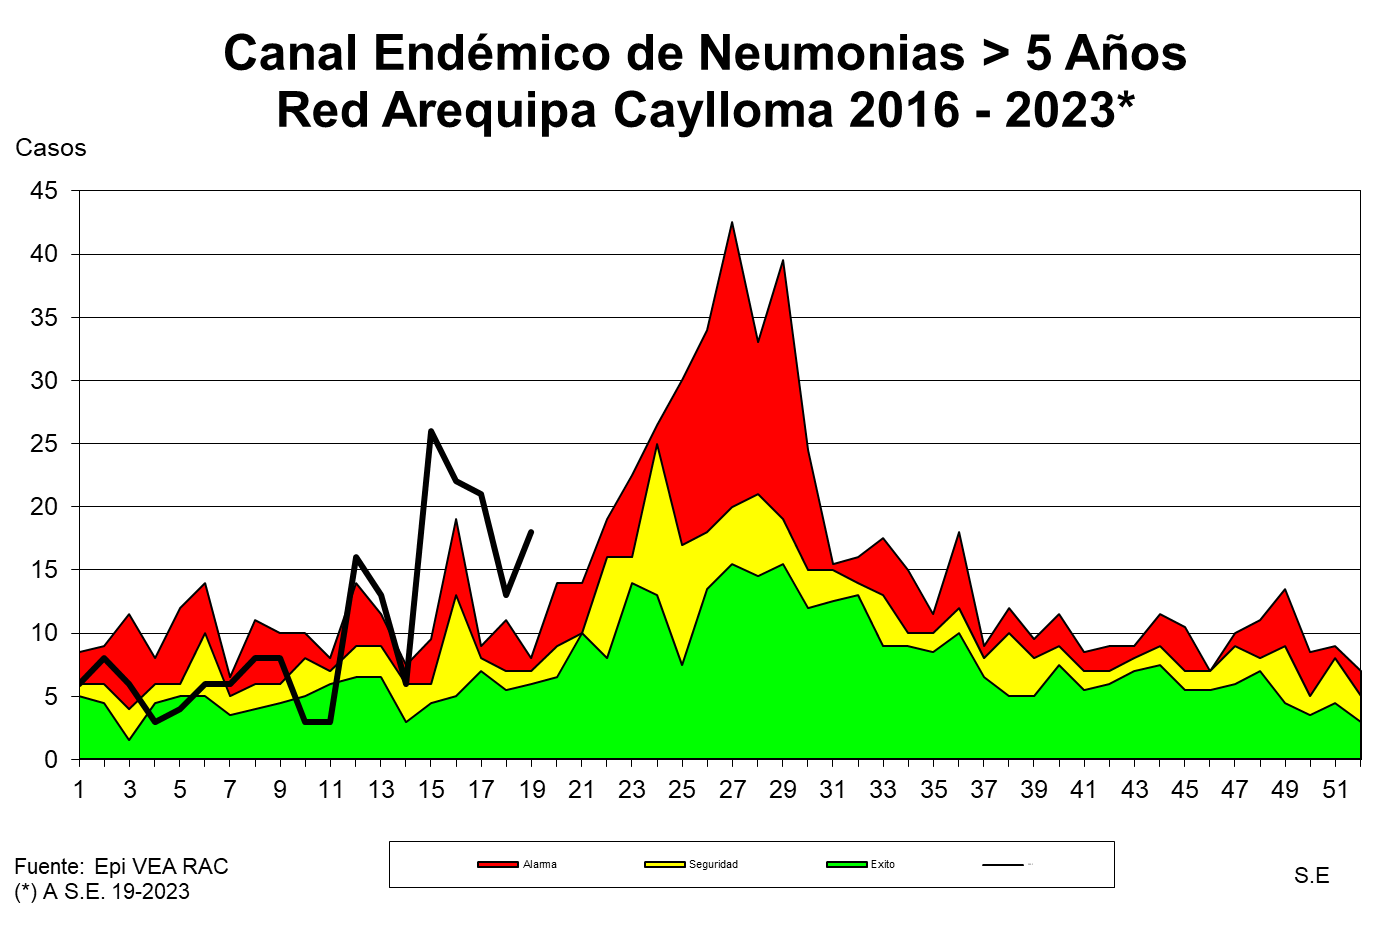 Canal Endémico de Neumonias > 5 Años
Red Arequipa Caylloma 2016 - 2023*
Casos
45
40
35
30
25
20
15
10
5
0
1 3 5 7 9 11 13 15 17 19 21 23 25 27 29 31 33 35 37 39 41 43 45 47 49 51
Fuente: Epi VEA RAC
(*) A S.E. 19-2023
Alarma Seguridad Exito
S.E